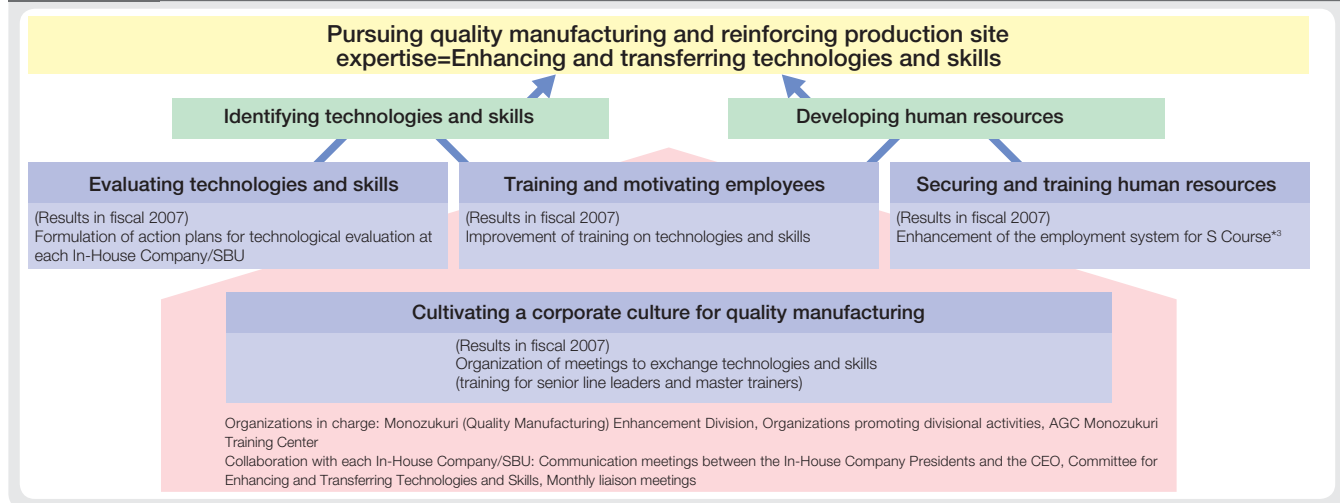 Pursuing quality manufacturing and reinforcing production site
expertise=Enhancing and transferring technologies and skills
Identifying technologies and skills
Developing human resources
Evaluating technologies and skills
(Results in fiscal 2007)
Formulation of action plans for technological evaluation at
each In-House Company/SBU
Training and motivating employees
(Results in fiscal 2007)
Improvement of training on technologies and skills
Securing and training human resources
(Results in fiscal 2007)
Enhancement of the employment system for S Course*3
Cultivating a corporate culture for quality manufacturing
(Results in fiscal 2007)
Organization of meetings to exchange technologies and skills
(training for senior line leaders and master trainers)
Organizations in charge: Monozukuri (Quality Manufacturing) Enhancement Division, Organizations promoting divisional activities, AGC Monozukuri
Training Center
Collaboration with each In-House Company/SBU: Communication meetings between the In-House Company Presidents and the CEO, Committee for
Enhancing and Transferring Technologies and Skills, Monthly liaison meetings